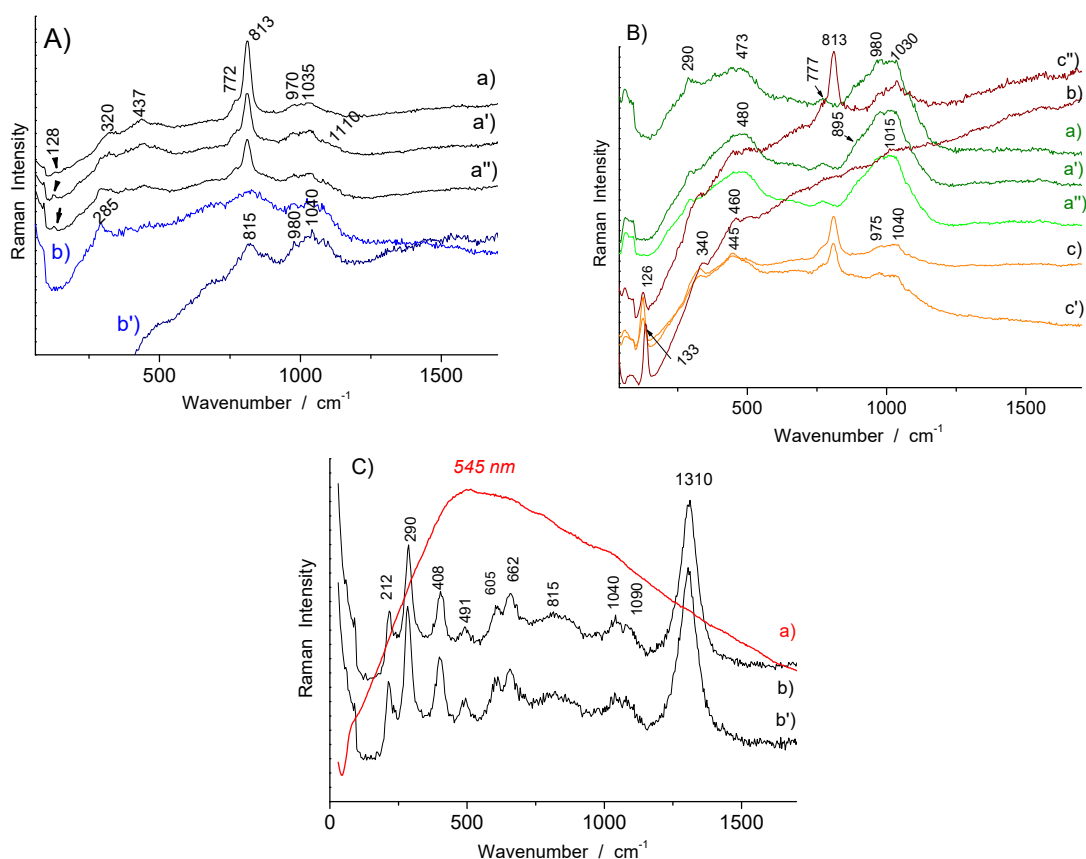 A)
813
772
970
1035
1110
437
320
128
285
815
980
1040
a)
a')
a'')
b)
b')
Raman Intensity
500
1000
1500
Wavenumber / cm-1
B)
290
473
777
813
980
1030
480
895
1015
460
340
445
126
133
975
1040
c'')
b)
a)
a')
a'')
c)
c')
Raman Intensity
500
1000
1500
Wavenumber / cm-1
C)
545 nm
1310
212
290
408
491
605
662
815
1040
1090
a)
b)
b')
Raman Intensity
0
500
1000
1500
Wavenumber / cm-1